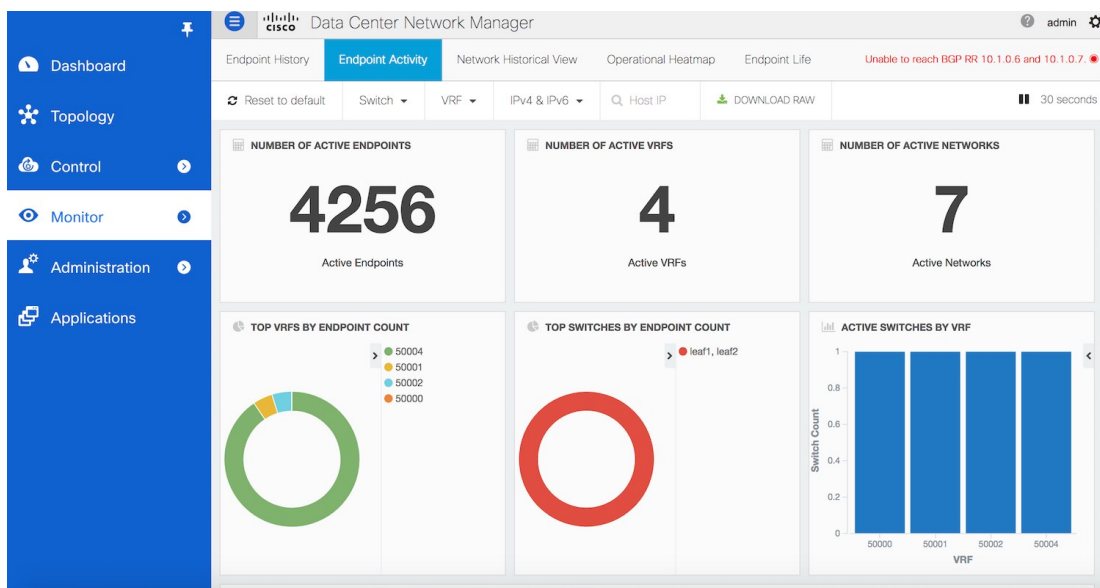 cisco Data Center Network Manager
admin
Endpoint History Endpoint Activity Network Historical View Operational Heatmap Endpoint Life
Unable to reach BGP RR 10.1.0.6 and 10.1.0.7.
Dashboard
Topology
Control
Monitor
Administration
Applications
Reset to default Switch VRF IPv4 & IPv6 Host IP DOWNLOAD RAW 30 seconds
NUMBER OF ACTIVE ENDPOINTS
4256
Active Endpoints
NUMBER OF ACTIVE VRFS
4
Active VRFs
NUMBER OF ACTIVE NETWORKS
7
Active Networks
TOP VRFS BY ENDPOINT COUNT
50004
50001
50002
50000
TOP SWITCHES BY ENDPOINT COUNT
leaf1, leaf2
ACTIVE SWITCHES BY VRF
Switch Count
1
0.8
0.6
0.4
0.2
0
50000 50001 50002 50004
VRF